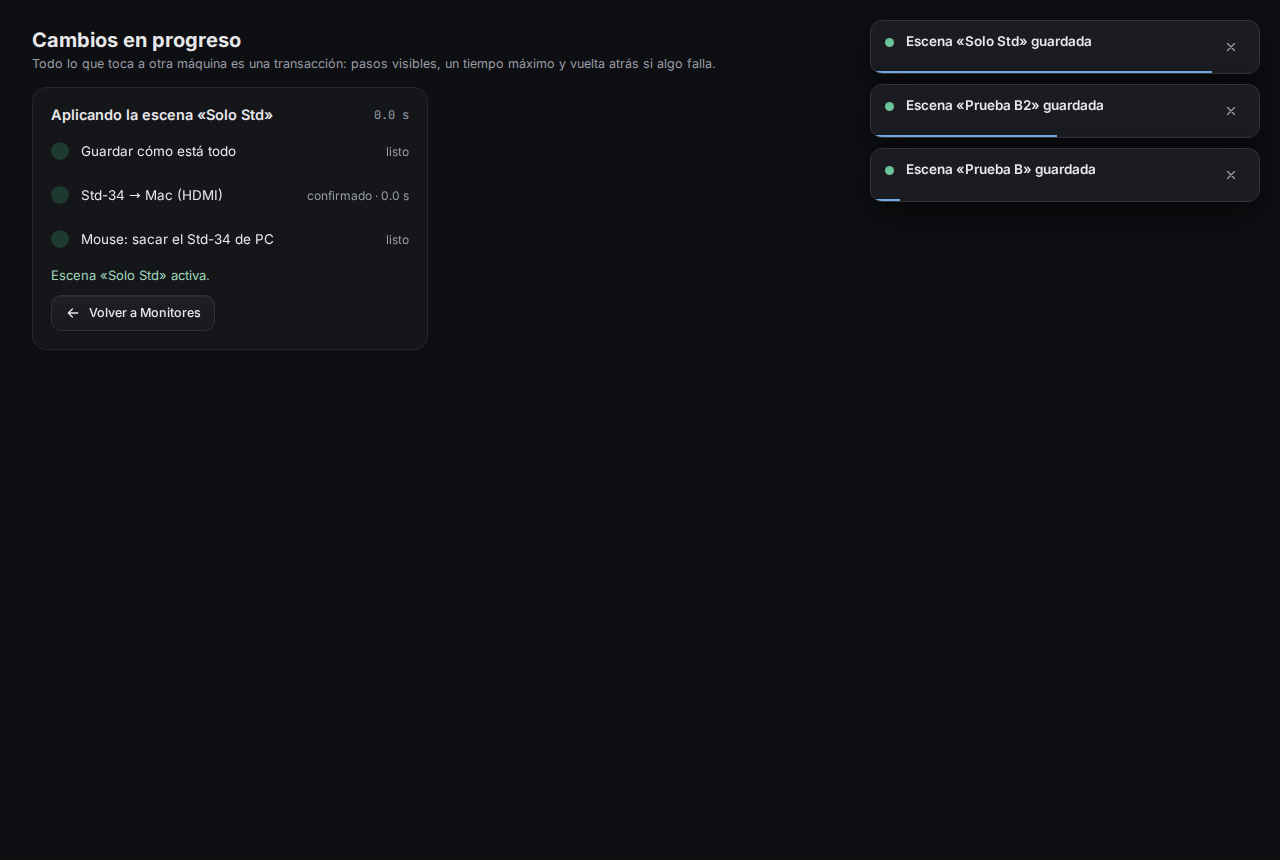 Cambios en progreso
Todo lo que toca a otra máquina es una transacción: pasos visibles, un tiempo máximo y vuelta atrás si algo falla.
Aplicando la escena «Solo Std» 0.0 s
Guardar cómo está todo listo
Std-34 → Mac (HDMI) confirmado · 0.0 s
Mouse: sacar el Std-34 de PC listo
Escena «Solo Std» activa.
← Volver a Monitores
Escena «Solo Std» guardada
Escena «Prueba B2» guardada
Escena «Prueba B» guardada